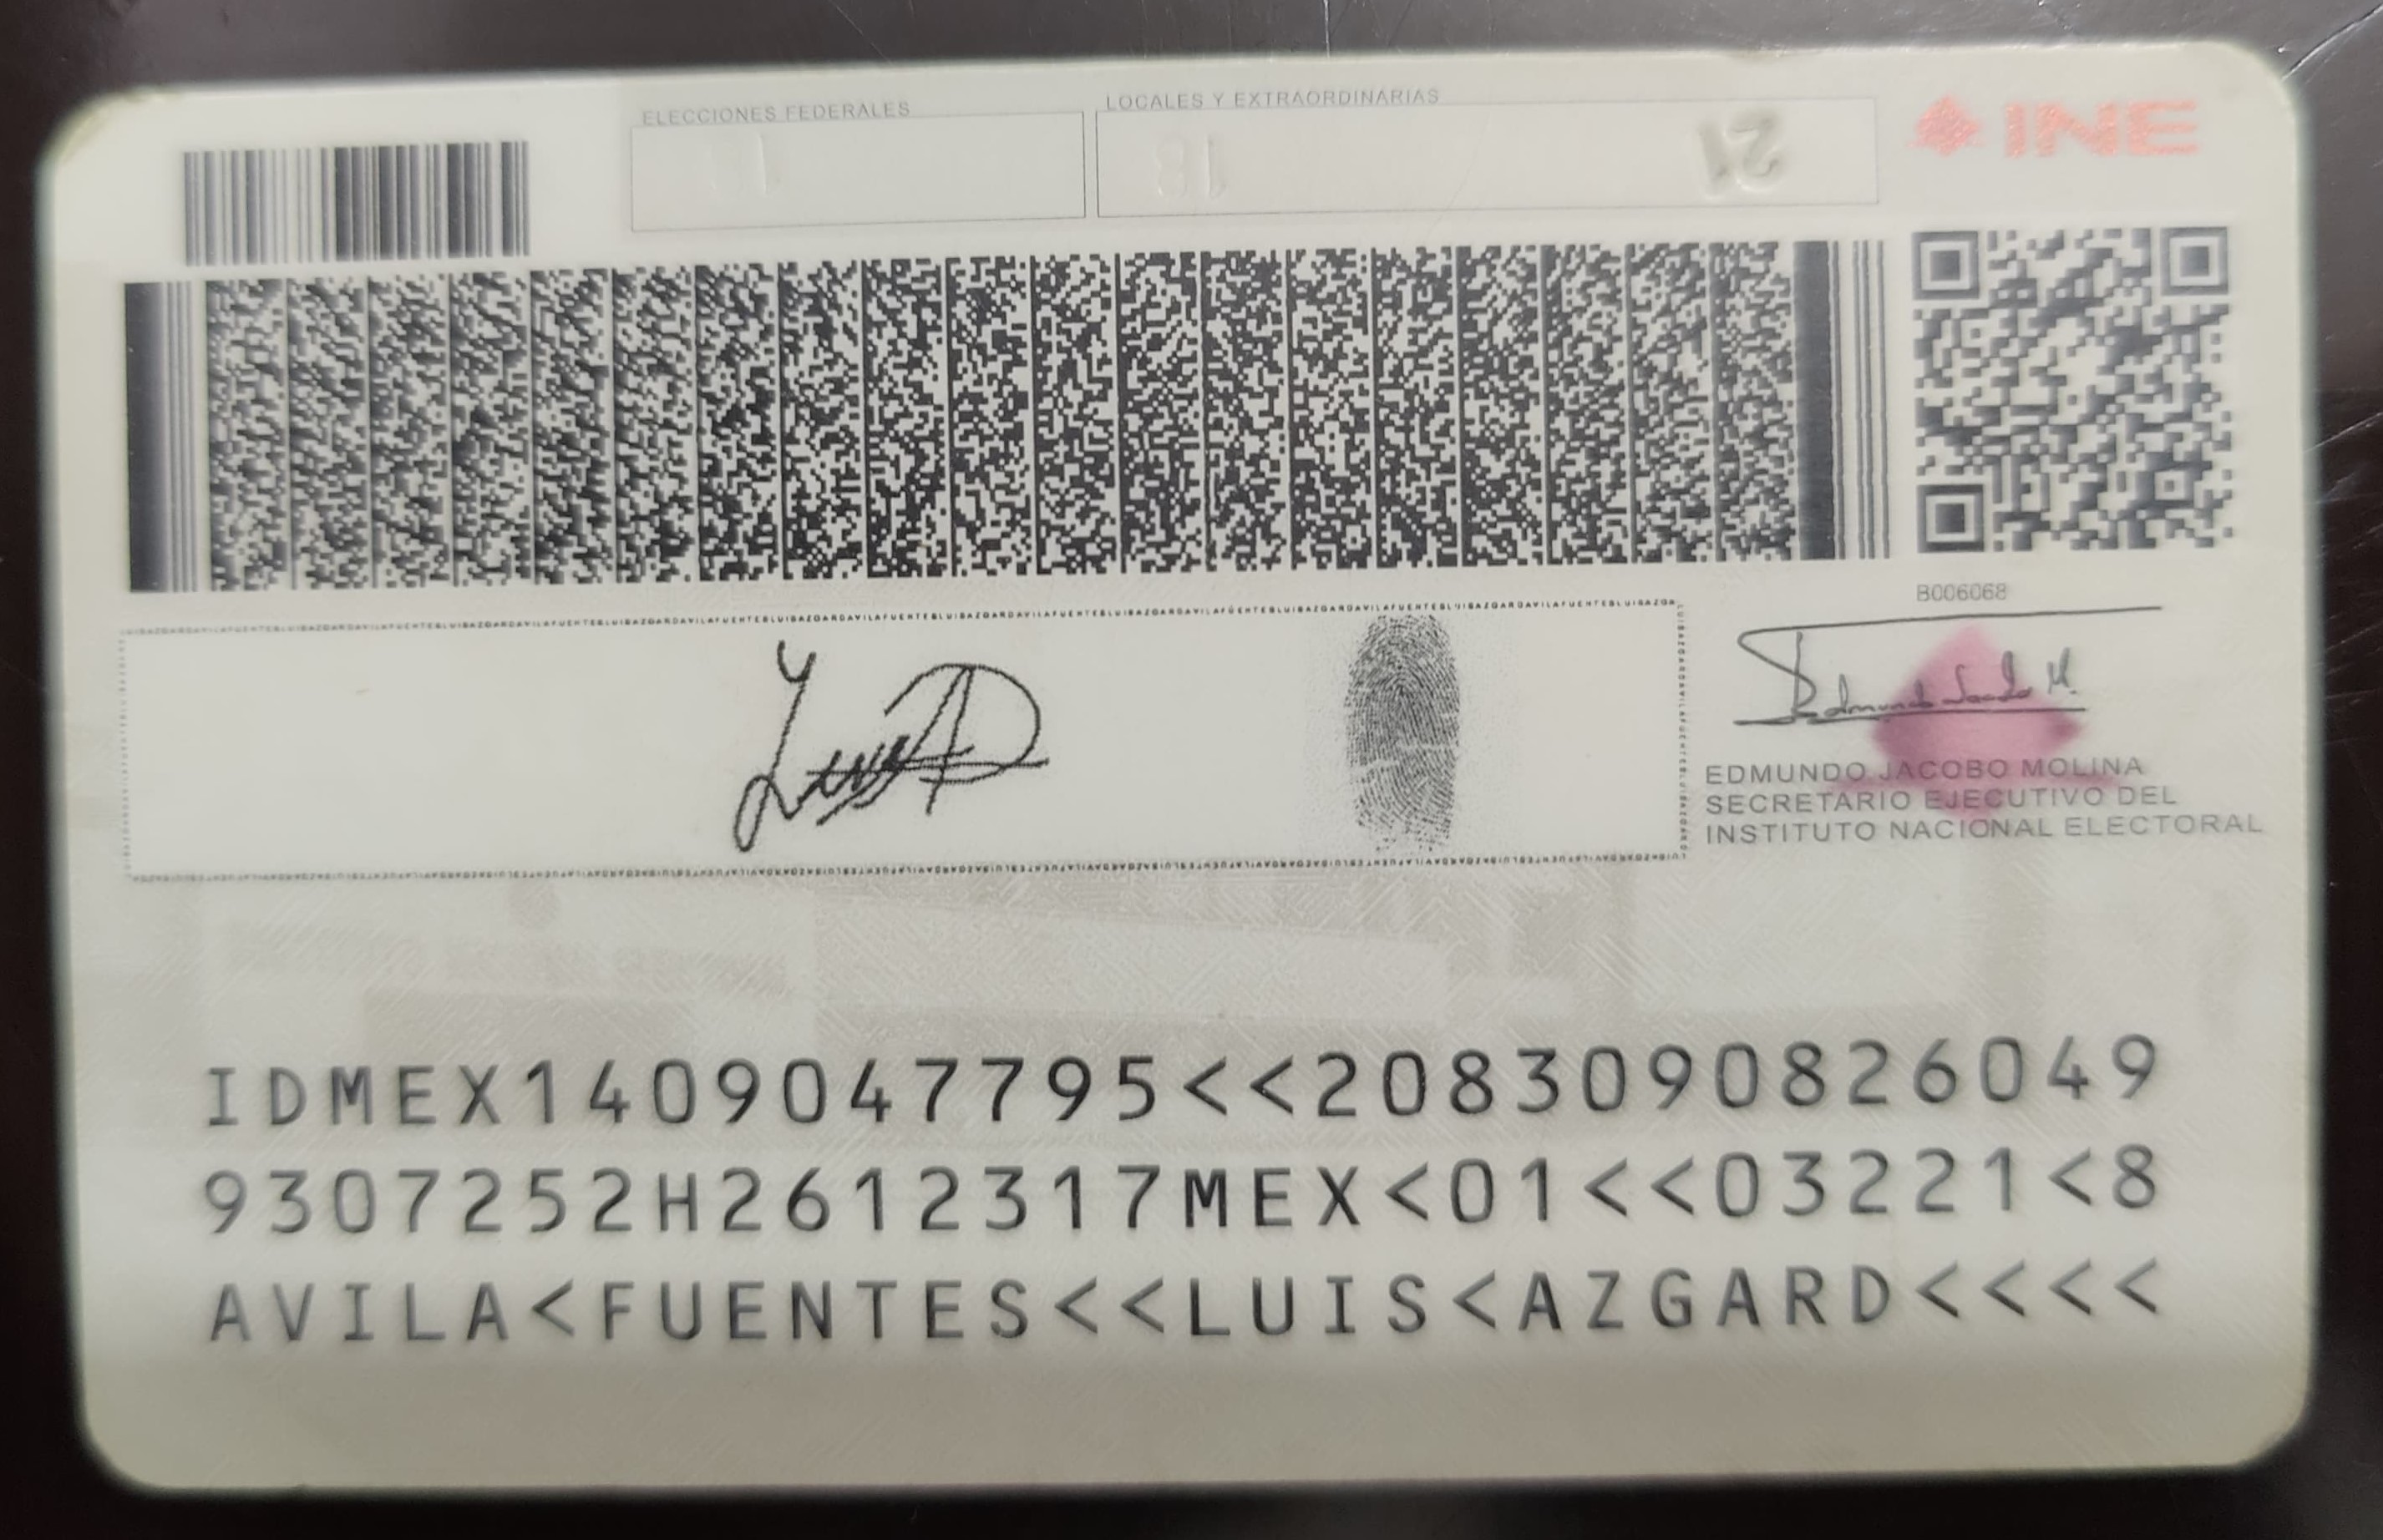 ELECCIONES FEDERALES
LOCALES Y EXTRAORDINARIAS
21
INE
B006068
EDMUNDO JACOBO MOLINA
SECRETARIO EJECUTIVO DEL
INSTITUTO NACIONAL ELECTORAL
IDMEX1409047795<<2083090826049
9307252H2612317MEX<01<<03221<8
AVILA<FUENTES<<LUIS<AZGARD<<<<